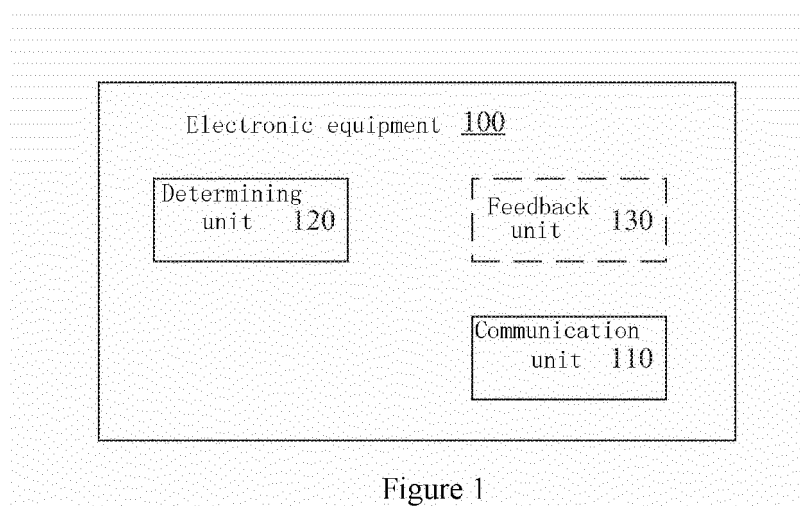 Electronic equipment 100
Determining
unit 120
Feedback
unit 130
Communication
unit 110
Figure 1